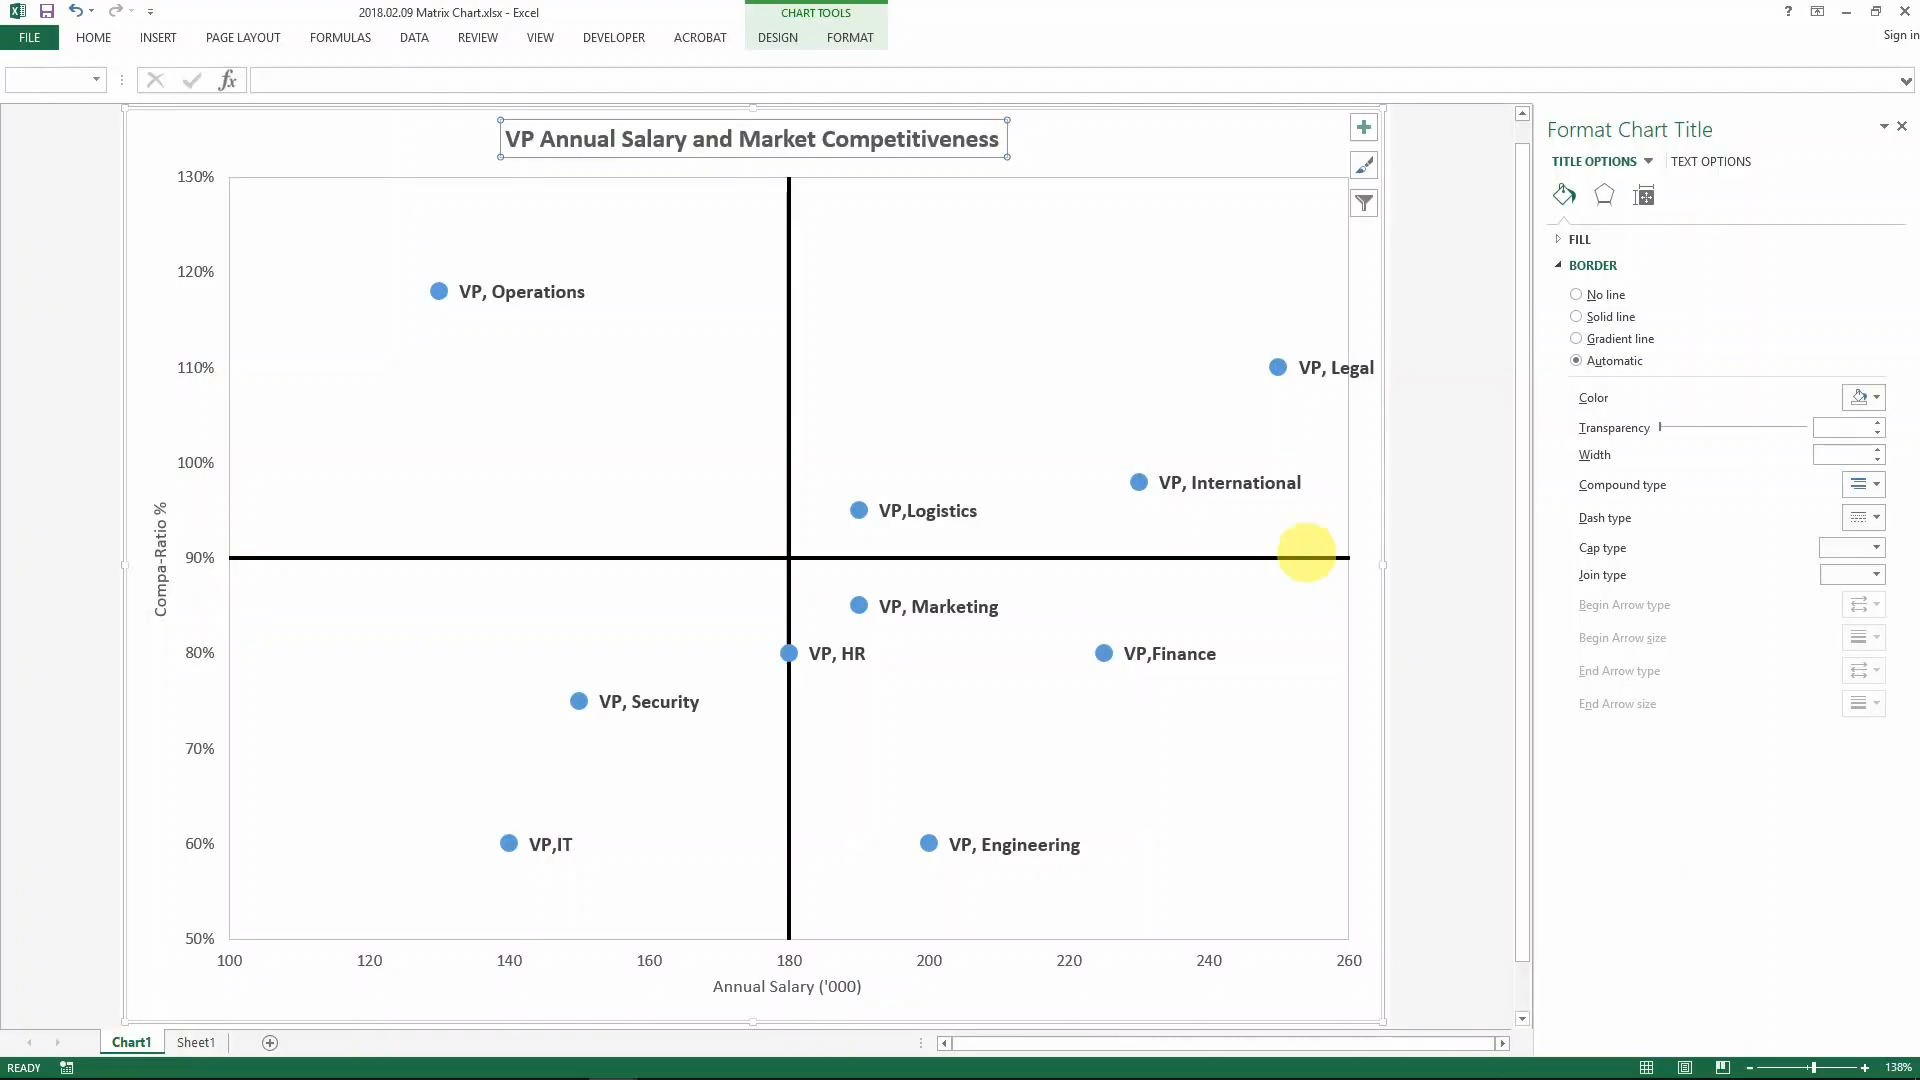 2018.02.09 Matrix Chart.xlsx - Excel
CHART TOOLS
?
FILE HOME INSERT PAGE LAYOUT FORMULAS DATA REVIEW VIEW DEVELOPER ACROBAT DESIGN FORMAT
Sign in
fx
VP Annual Salary and Market Competitiveness
130%
120%
110%
100%
90%
80%
70%
60%
50%
Compa-Ratio %
VP, Operations
VP, Legal
VP, International
VP,Logistics
VP, Marketing
VP, HR
VP,Finance
VP, Security
VP,IT
VP, Engineering
100 120 140 160 180 200 220 240 260
Annual Salary ('000)
Format Chart Title
TITLE OPTIONS TEXT OPTIONS
FILL
BORDER
No line
Solid line
Gradient line
Automatic
Color
Transparency
Width
Compound type
Dash type
Cap type
Join type
Begin Arrow type
Begin Arrow size
End Arrow type
End Arrow size
Chart1 Sheet1
READY
138%